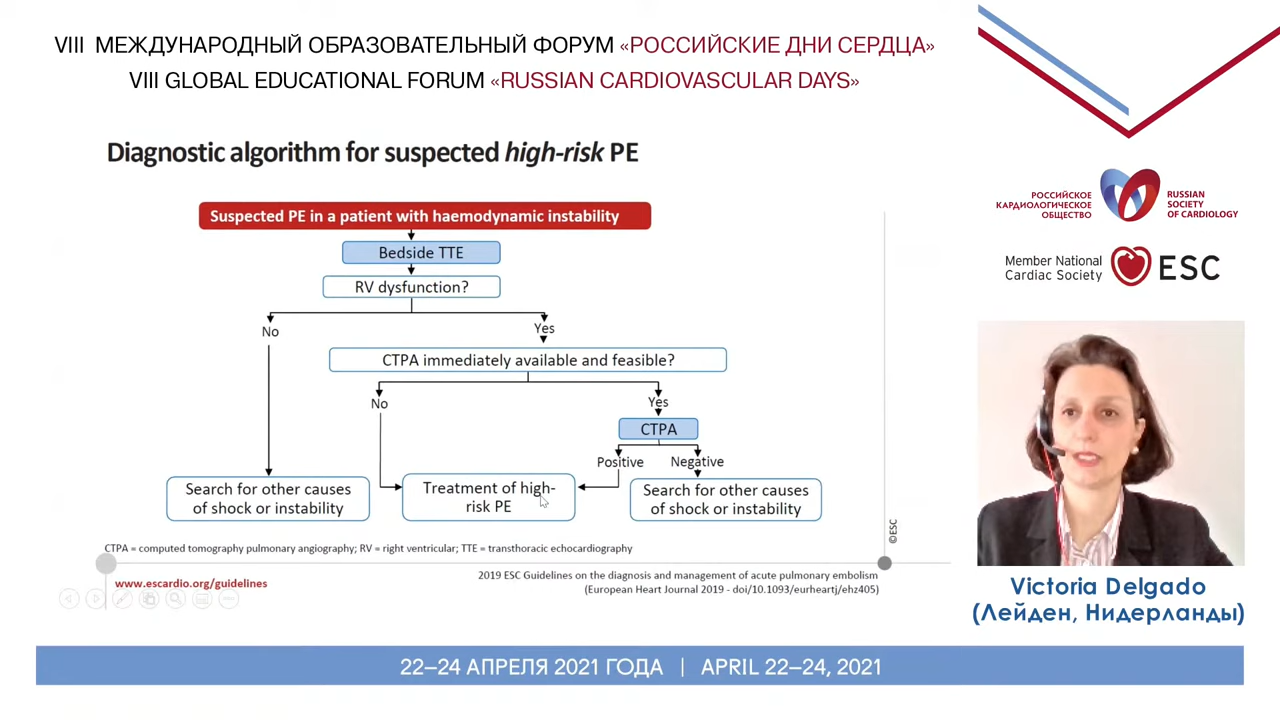 VIII МЕЖДУНАРОДНЫЙ ОБРАЗОВАТЕЛЬНЫЙ ФОРУМ «РОССИЙСКИЕ ДНИ СЕРДЦА»
VIII GLOBAL EDUCATIONAL FORUM «RUSSIAN CARDIOVASCULAR DAYS»
Diagnostic algorithm for suspected high-risk PE
Suspected PE in a patient with haemodynamic instability
Bedside TTE
RV dysfunction?
No
Yes
CTPA immediately available and feasible?
No
Yes
CTPA
Positive
Negative
Search for other causes
of shock or instability
Treatment of high-
risk PE
Search for other causes
of shock or instability
©ESC
CTPA = computed tomography pulmonary angiography; RV = right ventricular; TTE = transthoracic echocardiography
www.escardio.org/guidelines
2019 ESC Guidelines on the diagnosis and management of acute pulmonary embolism
(European Heart Journal 2019 - doi/10.1093/eurheartj/ehz405)
РОССИЙСКОЕ
КАРДИОЛОГИЧЕСКОЕ
ОБЩЕСТВО
RUSSIAN
SOCIETY
OF CARDIOLOGY
Member National
Cardiac Society
ESC
Victoria Delgado
(Лейден, Нидерланды)
22–24 АПРЕЛЯ 2021 ГОДА | APRIL 22–24, 2021